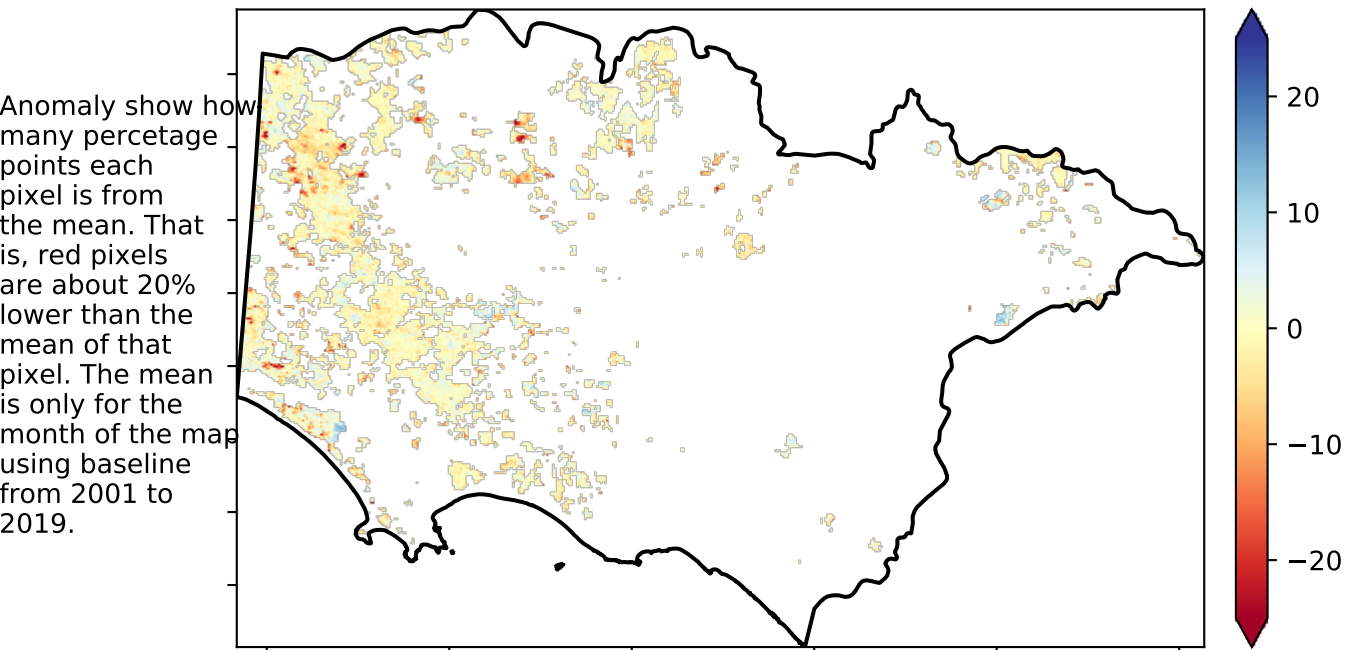 Anomaly show how
many percetage
points each
pixel is from
the mean. That
is, red pixels
are about 20%
lower than the
mean of that
pixel. The mean
is only for the
month of the map
using baseline
from 2001 to
2019.
20
10
0
−10
−20